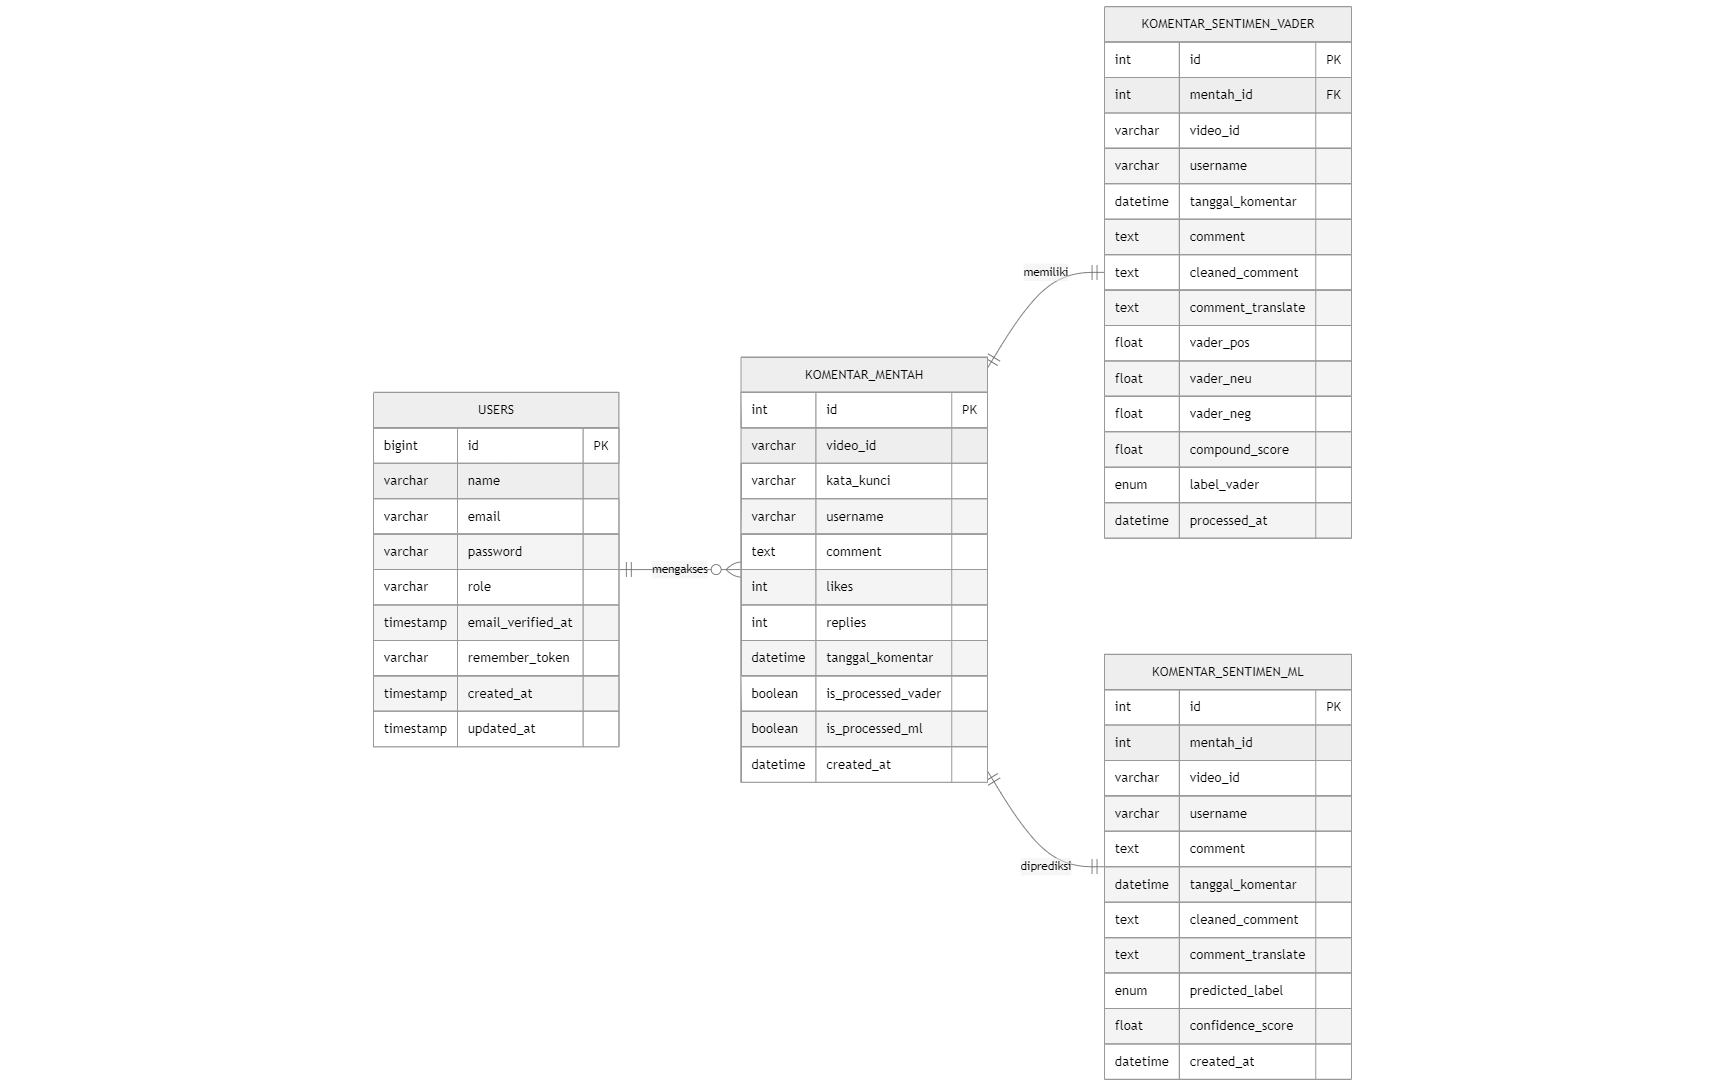 USERS
bigint id PK
varchar name
varchar email
varchar password
varchar role
timestamp email_verified_at
varchar remember_token
timestamp created_at
timestamp updated_at
mengakses
KOMENTAR_MENTAH
int id PK
varchar video_id
varchar kata_kunci
varchar username
text comment
int likes
int replies
datetime tanggal_komentar
boolean is_processed_vader
boolean is_processed_ml
datetime created_at
memiliki
KOMENTAR_SENTIMEN_VADER
int id PK
int mentah_id FK
varchar video_id
varchar username
datetime tanggal_komentar
text comment
text cleaned_comment
text comment_translate
float vader_pos
float vader_neu
float vader_neg
float compound_score
enum label_vader
datetime processed_at
diprediksi
KOMENTAR_SENTIMEN_ML
int id PK
int mentah_id
varchar video_id
varchar username
text comment
datetime tanggal_komentar
text cleaned_comment
text comment_translate
enum predicted_label
float confidence_score
datetime created_at